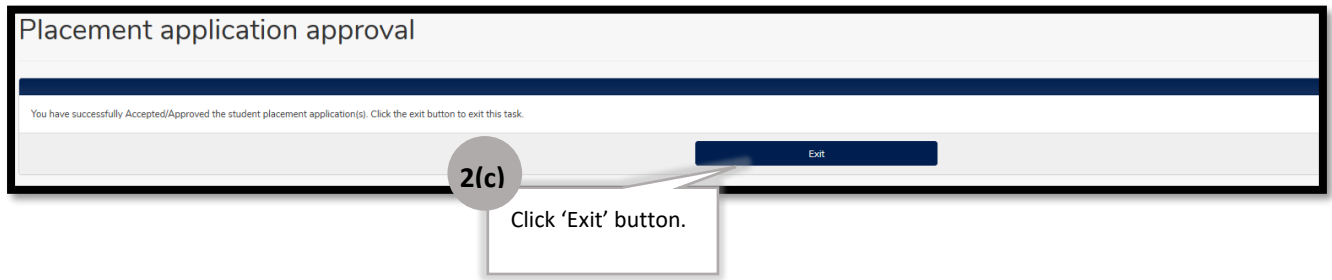 Placement application approval
You have successfully Accepted/Approved the student placement application(s). Click the exit button to exit this task.
Exit
2(c)
Click ‘Exit’ button.